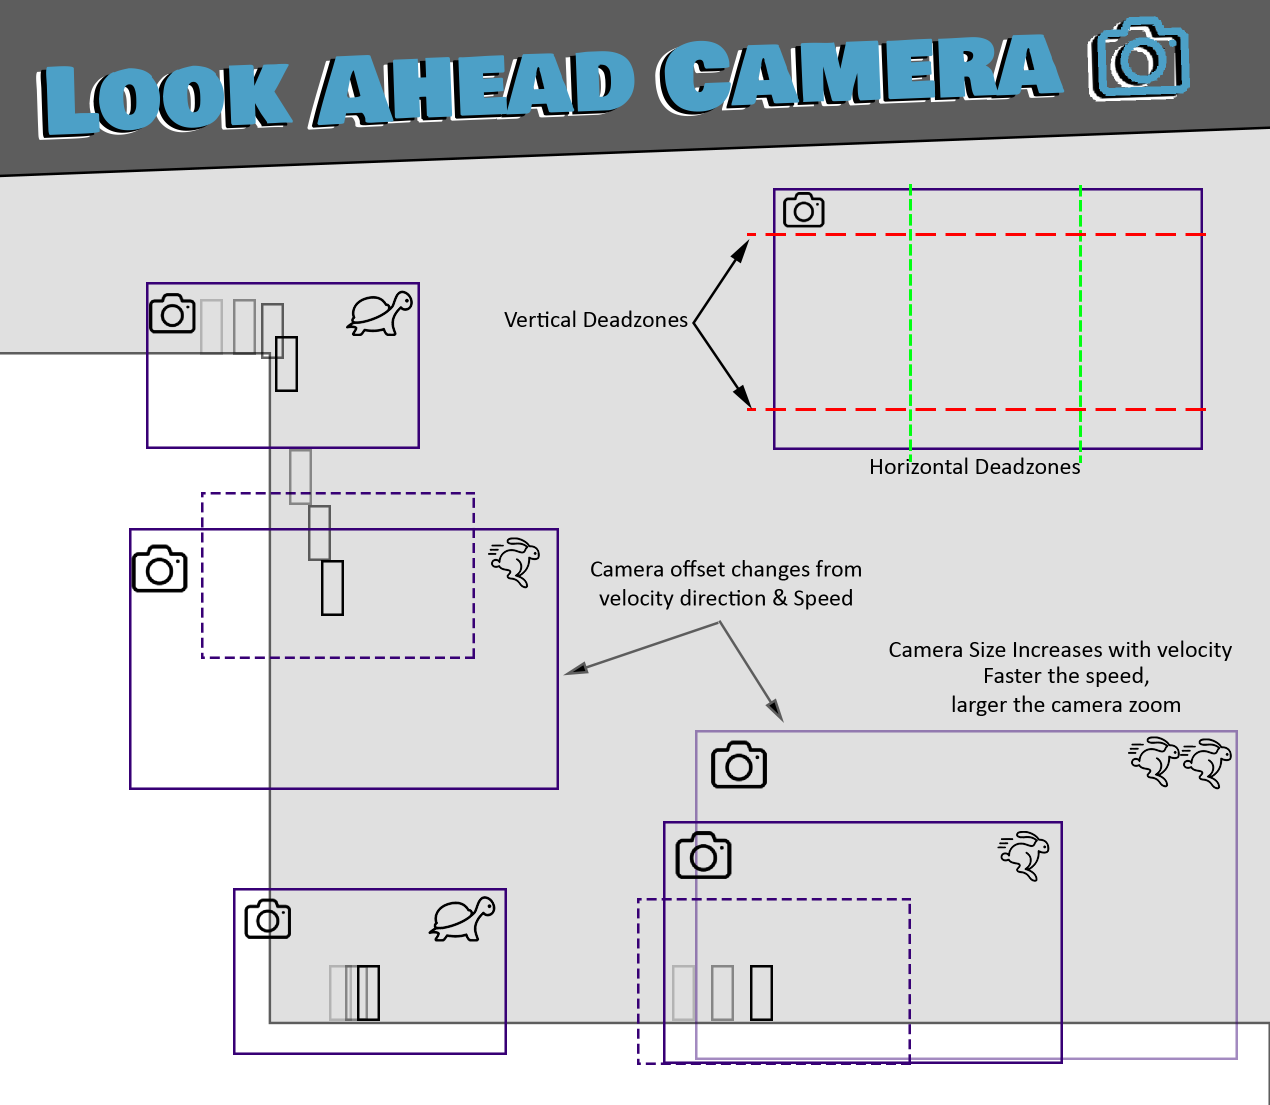 Look Ahead Camera
Vertical Deadzones
Horizontal Deadzones
Camera offset changes from
velocity direction & Speed
Camera Size Increases with velocity
Faster the speed,
larger the camera zoom